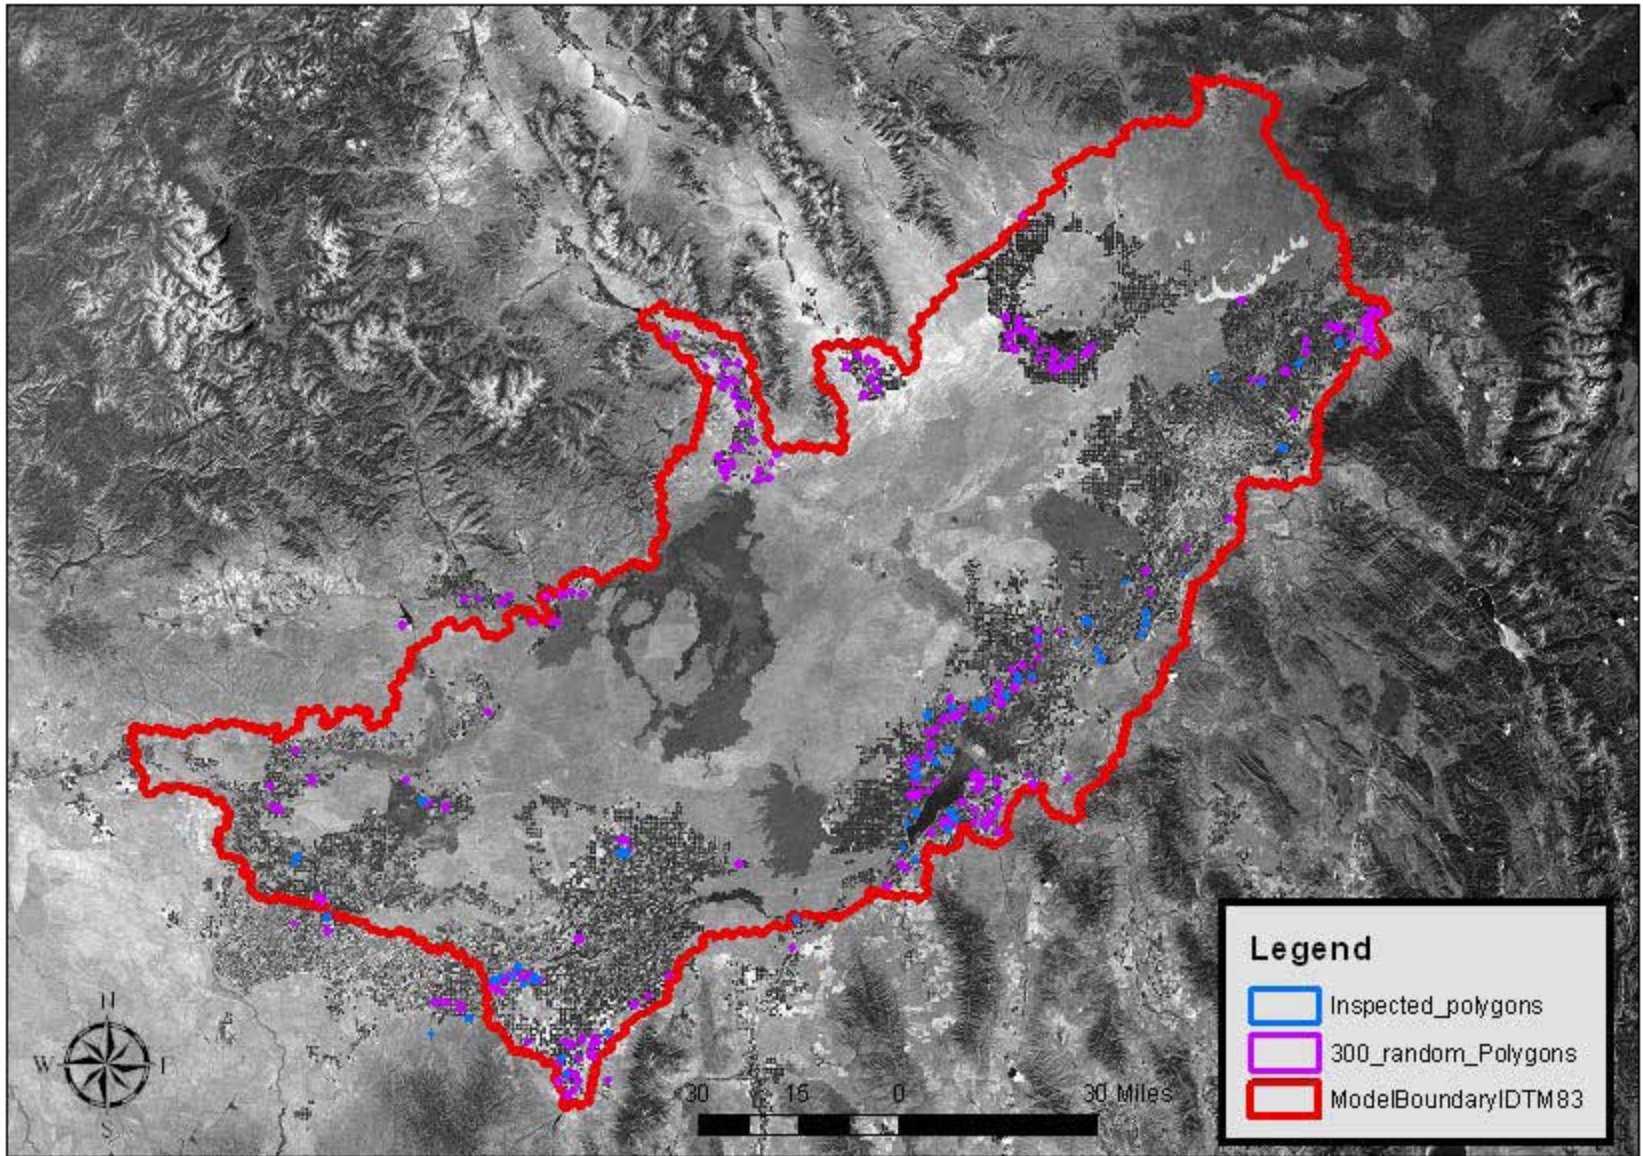 Legend
Inspected_polygons
300_random_Polygons
ModelBoundaryIDTM83
N
W E
S
30 15 0 30 Miles